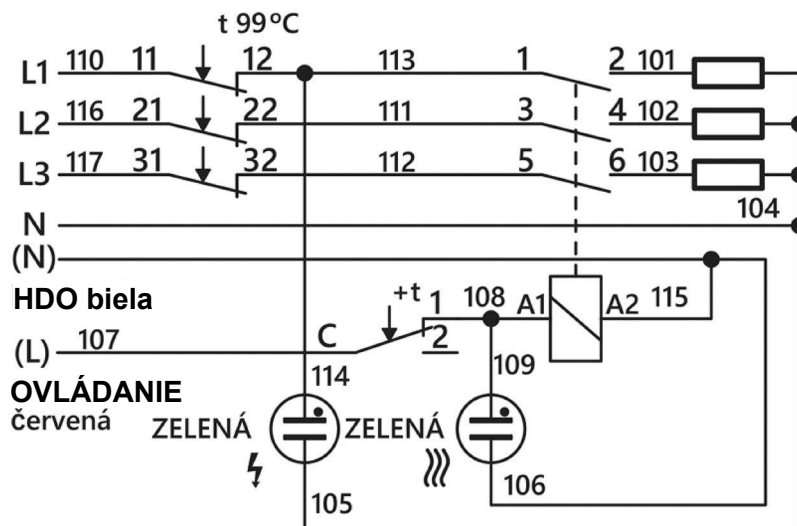 t 99°C
L1 110 11 12 113 1 2 101
L2 116 21 22 111 3 4 102
L3 117 31 32 112 5 6 103
N 104
(N)
HDO biela
+t 1 108 A1 A2 115
(L) 107 C 2
109
OVLÁDANIE 114
červená ZELENÁ ZELENÁ
105 106